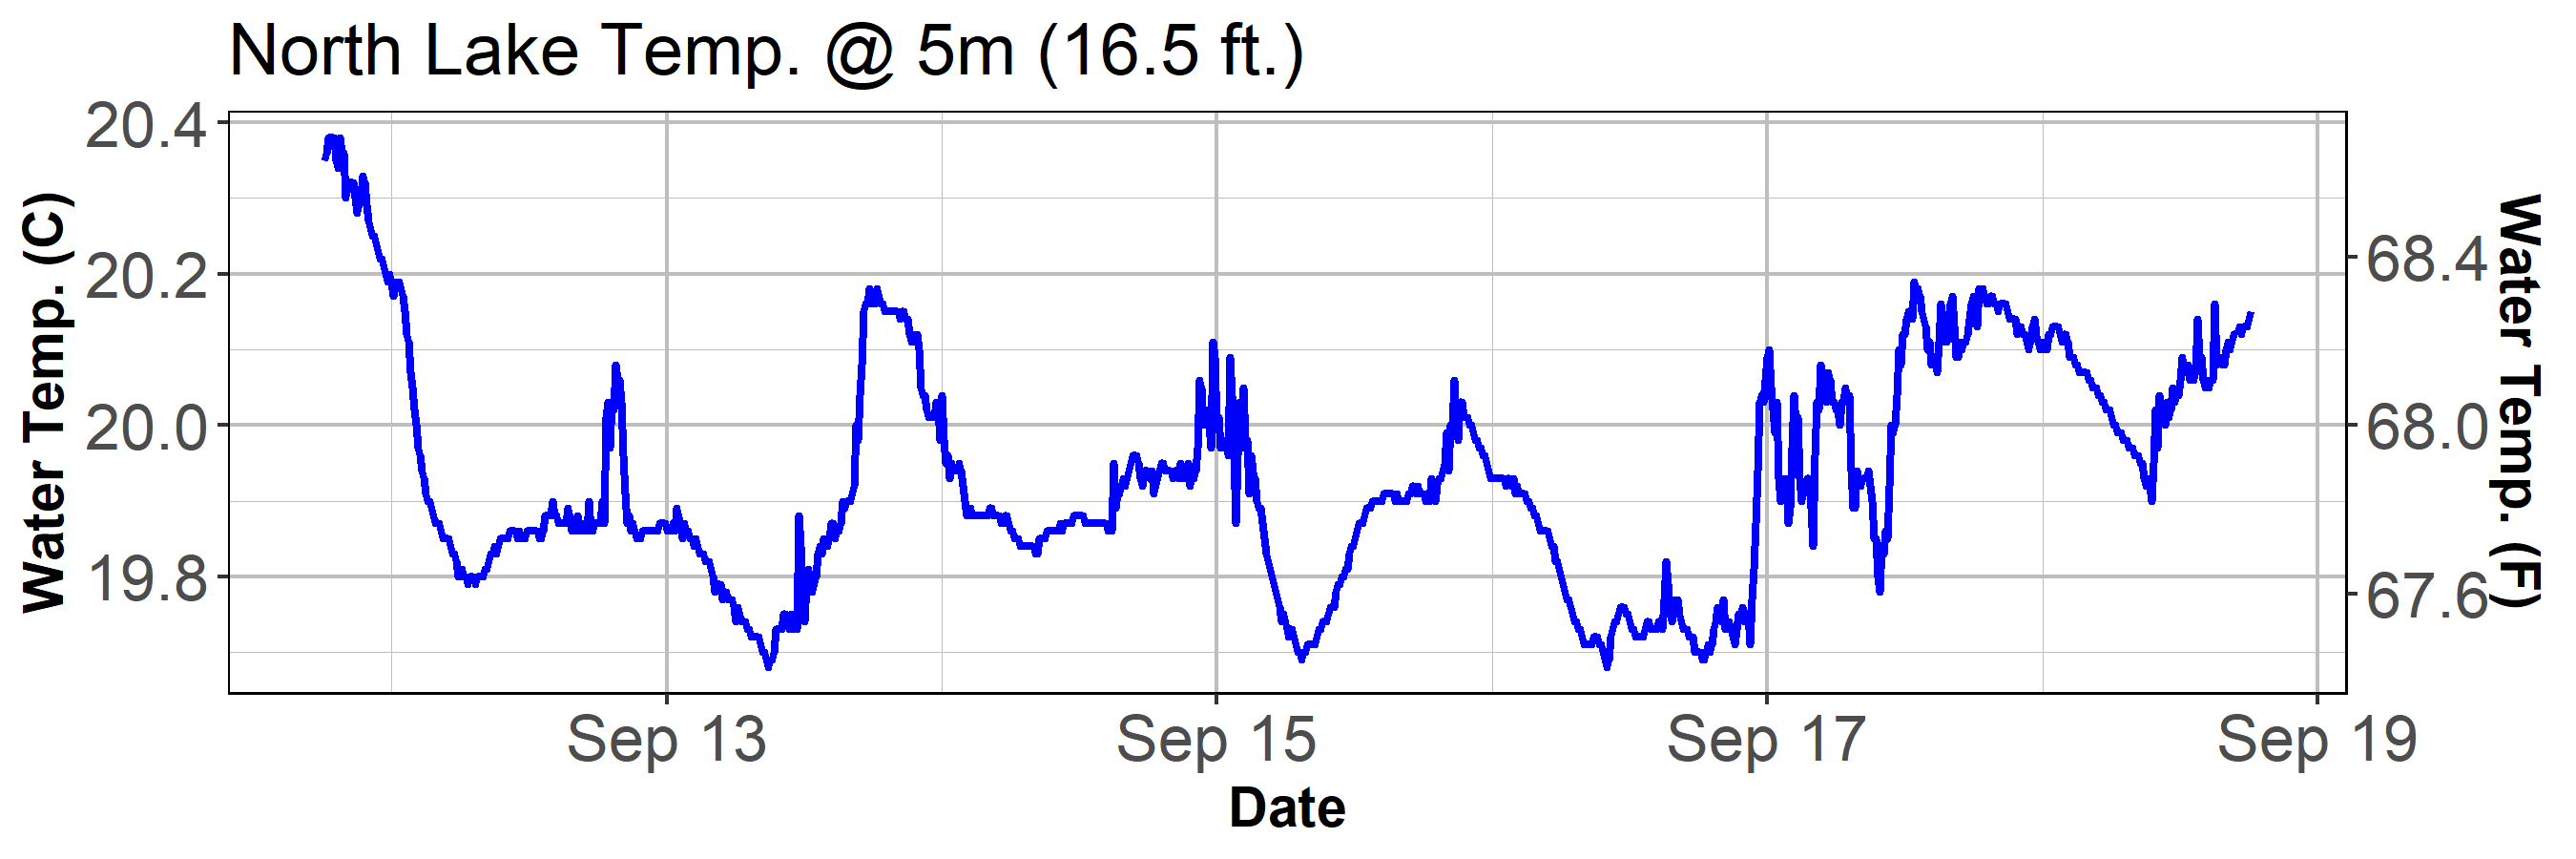 North Lake Temp. @ 5m (16.5 ft.)
Water Temp. (C)
20.4
20.2
20.0
19.8
68.4
68.0
67.6
Water Temp. (F)
Sep 13
Sep 15
Sep 17
Sep 19
Date